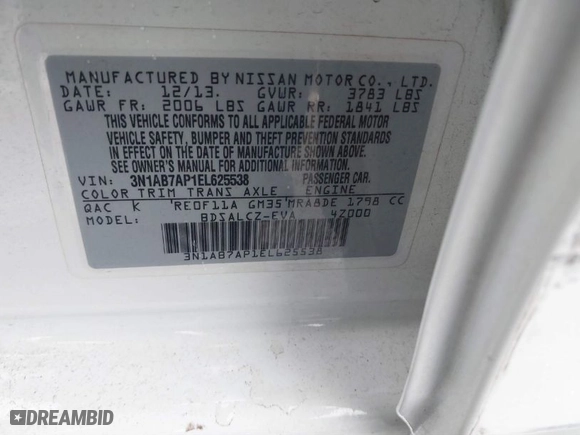 MANUFACTURED BY NISSAN MOTOR CO., LTD.
DATE: 12/13. GVWR: 3783 LBS
GAWR FR: 2006 LBS GAWR RR: 1841 LBS
THIS VEHICLE CONFORMS TO ALL APPLICABLE FEDERAL MOTOR
VEHICLE SAFETY, BUMPER AND THEFT PREVENTION STANDARDS
IN EFFECT ON THE DATE OF MANUFACTURE SHOWN ABOVE.
SEE OWNER'S MANUAL FOR ADDITIONAL INFORMATION.
VIN: 3N1AB7AP1EL625538 PASSENGER CAR.
COLOR TRIM TRANS AXLE ENGINE
QAC K RE0F11A GM35 MRA8DE 1798 CC
MODEL: BDSALCZ-EVA 4Z000
3N1AB7AP1EL625538
DREAMBID